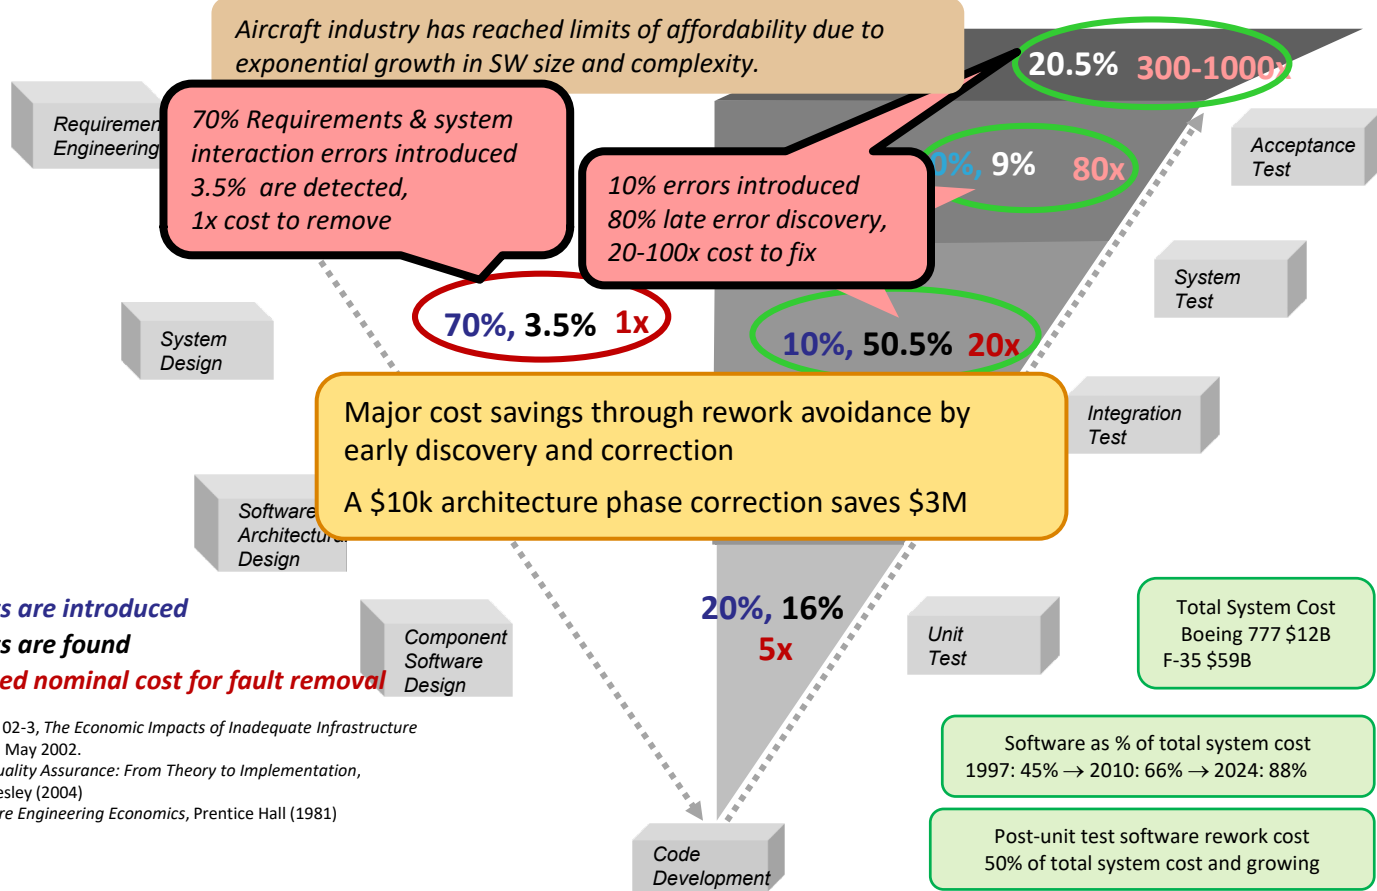 Aircraft industry has reached limits of affordability due to
exponential growth in SW size and complexity.
20.5% 300-1000x
Engineering
70% Requirements & system
interaction errors introduced
3.5% are detected,
1x cost to remove
10% errors introduced
80% late error discovery,
20-100x cost to fix
0%, 9% 80x
Acceptance
Test
System
Test
System
Design
70%, 3.5% 1x
10%, 50.5% 20x
Major cost savings through rework avoidance by
early discovery and correction
A $10k architecture phase correction saves $3M
Integration
Test
Software
Design
are introduced
are found
nominal cost for fault removal
Component
Software
Design
20%, 16%
5x
Unit
Test
Total System Cost
Boeing 777 $12B
F-35 $59B
02-3, The Economic Impacts of Inadequate Infrastructure
May 2002.
Assurance: From Theory to Implementation,
(2004)
Engineering Economics, Prentice Hall (1981)
Software as % of total system cost
1997: 45% → 2010: 66% → 2024: 88%
Post-unit test software rework cost
50% of total system cost and growing
Code
Development